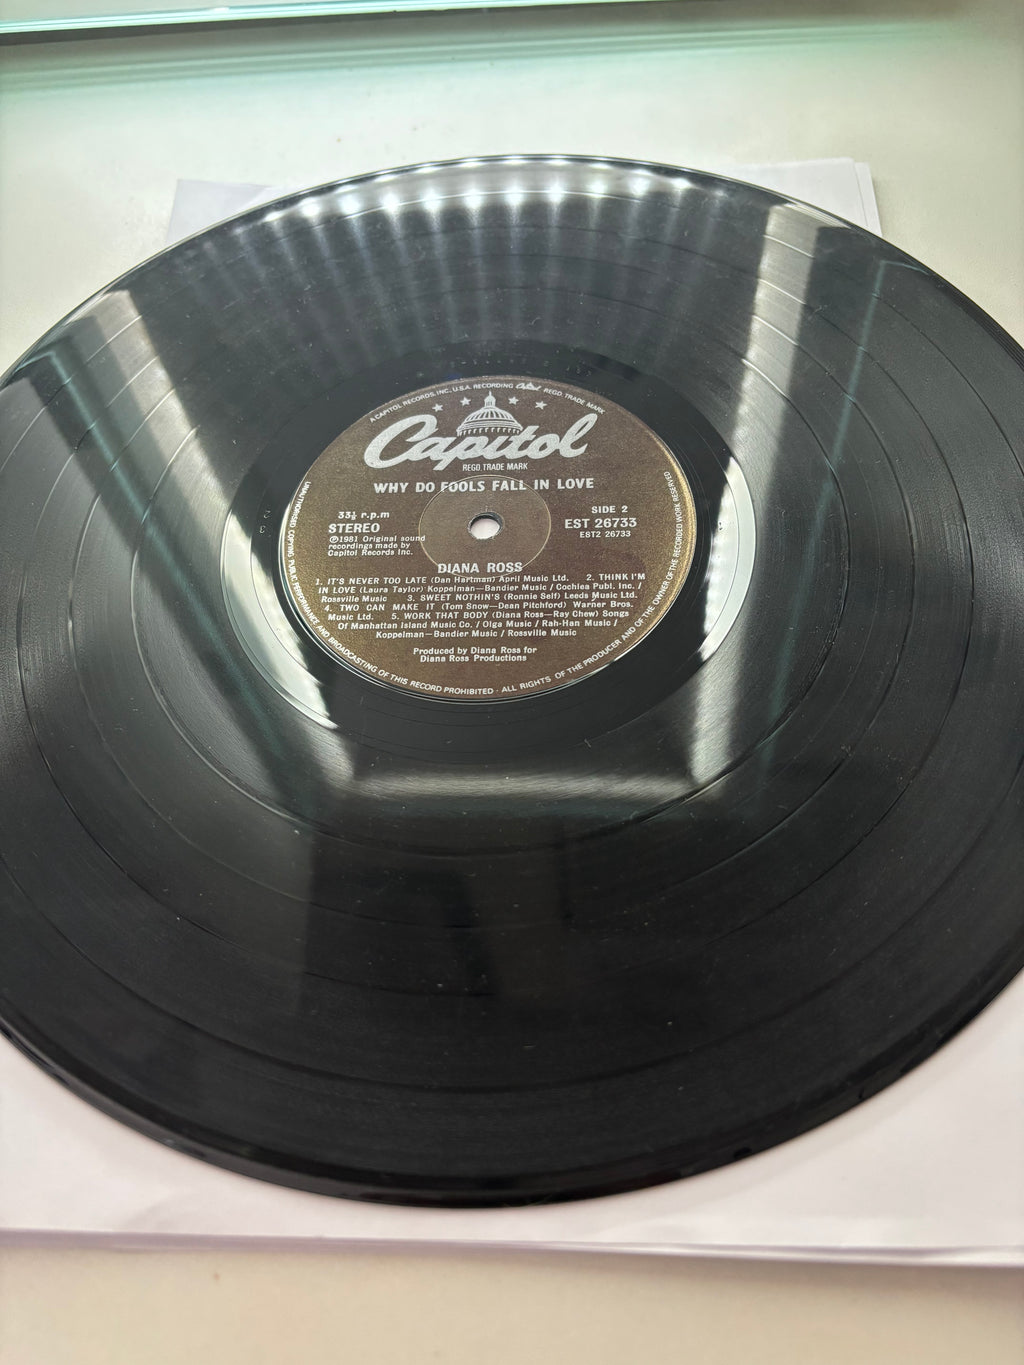 A CAPITOL RECORDS, INC. U.S.A. RECORDING Capitol REGD. TRADE MARK
Capitol
REGD. TRADE MARK
WHY DO FOOLS FALL IN LOVE
33⅓ r.p.m
STEREO
Ⓟ1981 Original sound
recordings made by
Capitol Records Inc.
SIDE 2
EST 26733
EST2 26733
DIANA ROSS
1. IT'S NEVER TOO LATE (Dan Hartman) April Music Ltd. 2. THINK I'M
IN LOVE (Laura Taylor) Koppelman—Bandier Music / Cochlea Publ. Inc. /
Rossville Music 3. SWEET NOTHIN'S (Ronnie Self) Leeds Music Ltd.
4. TWO CAN MAKE IT (Tom Snow—Dean Pitchford) Warner Bros.
Music Ltd. 5. WORK THAT BODY (Diana Ross—Ray Chew) Songs
Of Manhattan Island Music Co. / Olga Music / Rah-Han Music /
Koppelman—Bandier Music / Rossville Music
Produced by Diana Ross for
Diana Ross Productions
UNAUTHORISED COPYING PUBLIC PERFORMANCE AND BROADCASTING OF THIS RECORD PROHIBITED · ALL RIGHTS OF THE PRODUCER AND OF THE OWNER OF THE RECORDED WORK RESERVED